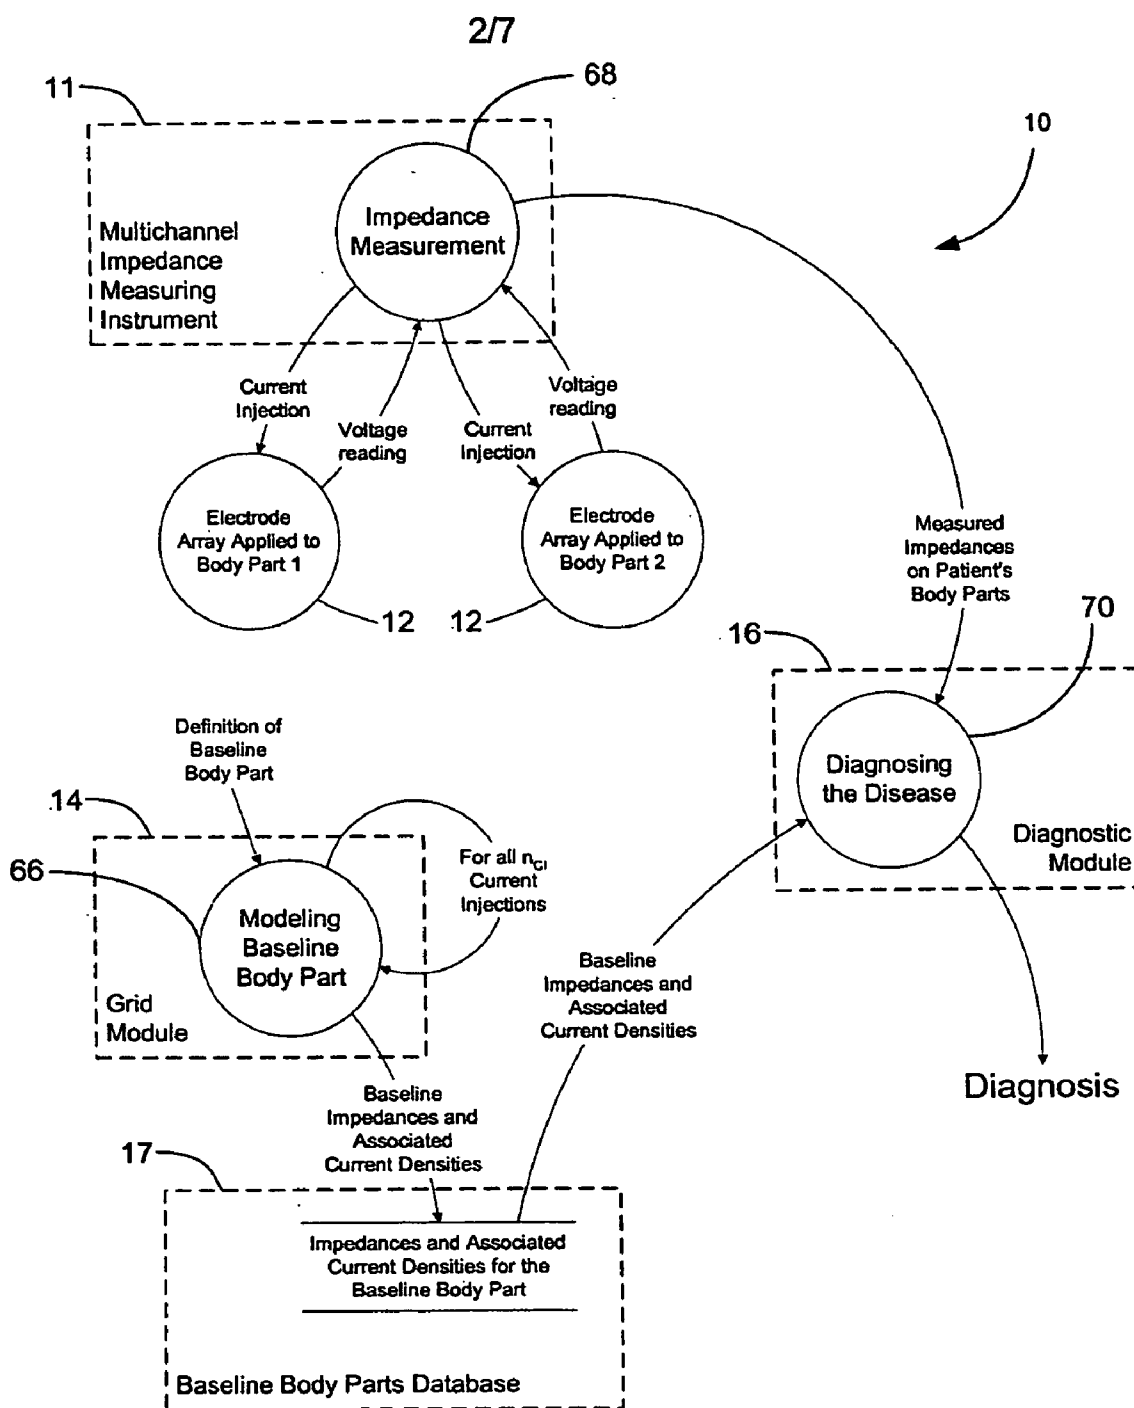 2/7
11
68
10
Impedance
Measurement
Multichannel
Impedance
Measuring
Instrument
Current
Injection
Voltage
reading
Current
Injection
Voltage
reading
Electrode
Array Applied to
Body Part 1
Electrode
Array Applied to
Body Part 2
12
12
Measured
Impedances
on Patient's
Body Parts
16
70
Diagnosing
the Disease
Diagnostic
Module
Definition of
Baseline
Body Part
14
66
For all nCI
Current
Injections
Modeling
Baseline
Body Part
Grid
Module
Baseline
Impedances and
Associated
Current Densities
Diagnosis
Baseline
Impedances and
Associated
Current Densities
17
Impedances and Associated
Current Densities for the
Baseline Body Part
Baseline Body Parts Database